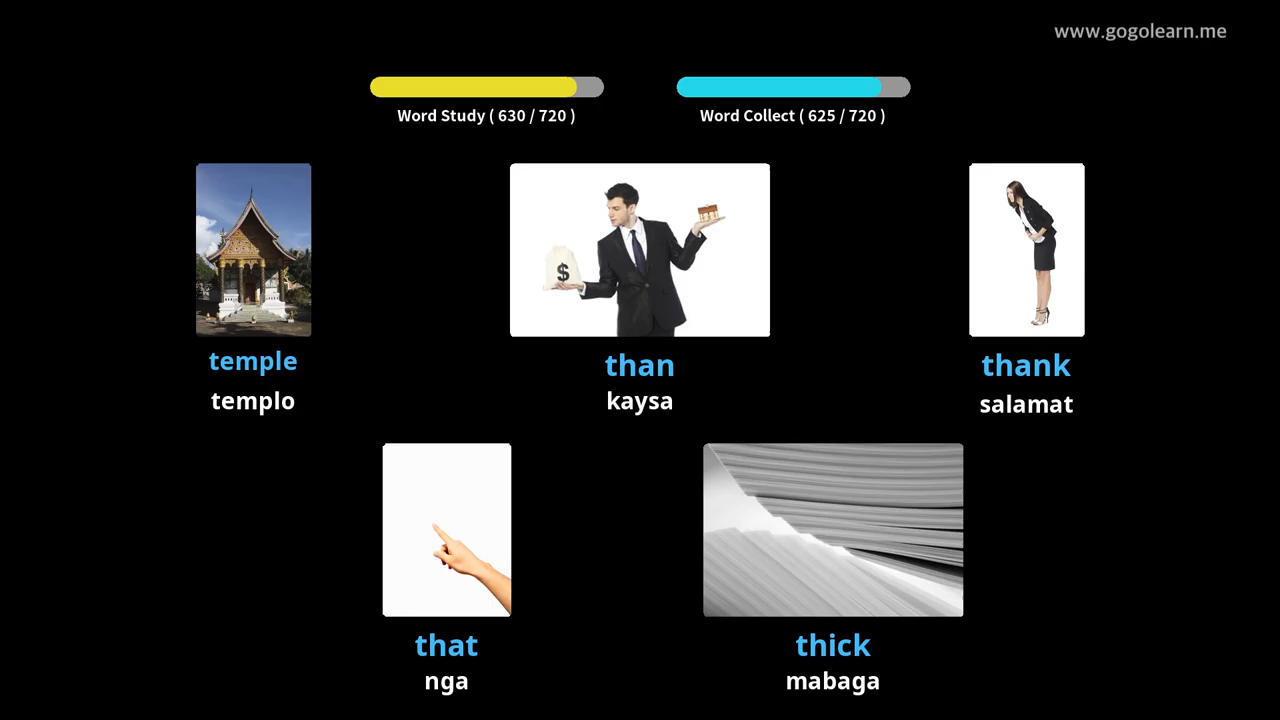 www.gogolearn.me
Word Study ( 630 / 720 )
Word Collect ( 625 / 720 )
temple
templo
than
kaysa
thank
salamat
$
that
nga
thick
mabaga